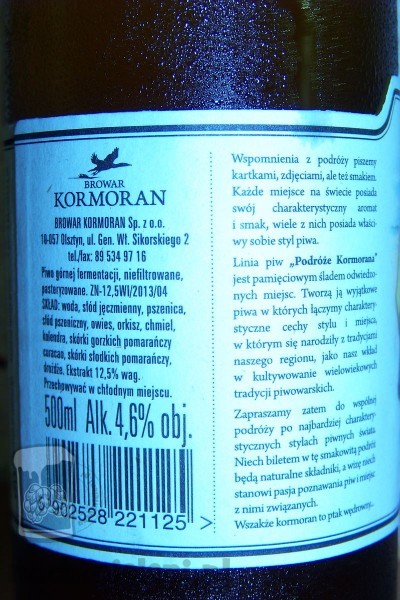 BROWAR
KORMORAN
BROWAR KORMORAN Sp. z o.o.
10-057 Olsztyn, ul. Gen. Wł. Sikorskiego 2
tel./fax: 89 534 97 16
Piwo górnej fermentacji, niefiltrowane,
pasteryzowane. ZN-12,5WI/2013/04
SKŁAD: woda, słód jęczmienny, pszenica,
słód pszeniczny, owies, orkisz, chmiel,
kolendra, skórki gorzkich pomarańczy
curacao, skórki słodkich pomarańczy,
drożdże. Ekstrakt 12,5% wag.
Przechowywać w chłodnym miejscu.
500ml Alk. 4,6% obj.
5 902528 221125 >
Wspomnienia z podróży piszemy
kartkami, zdjęciami, ale też smakiem.
Każde miejsce na świecie posiada
swój charakterystyczny aromat
i smak, wiele z nich posiada właści-
wy sobie styl piwa.
Linia piw „Podróże Kormorana"
jest pamięciowym śladem odwiedzo-
nych miejsc. Tworzą ją wyjątkowe
piwa w których łączymy charaktery-
styczne cechy stylu i miejsca,
w którym się narodziły z tradycjami
naszego regionu, jako nasz wkład
w kultywowanie wielowiekowych
tradycji piwowarskich.
Zapraszamy zatem do wspólnej
podróży po najbardziej charaktery-
stycznych stylach piwnych świata.
Niech biletem w tę smakowitą podróż
będą naturalne składniki, a wizę niech
stanowi pasja poznawania piw i miejsc
z nimi związanych.
Wszakże kormoran to ptak wędrowny...